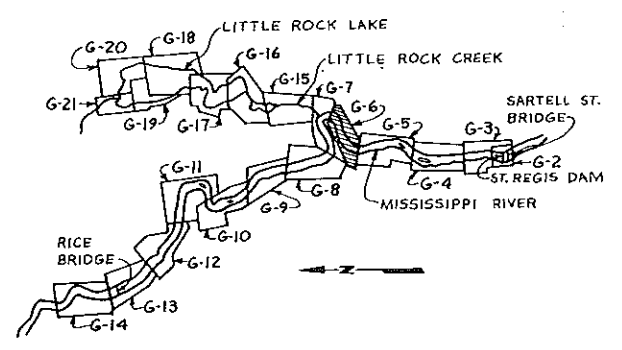 G-20
G-18
LITTLE ROCK LAKE
G-16
LITTLE ROCK CREEK
G-15
G-7
G-6
SARTELL ST.
BRIDGE
G-21
G-19
G-17
G-5
G-3
G-2
ST. REGIS DAM
G-4
MISSISSIPPI RIVER
G-11
G-8
G-9
G-10
RICE
BRIDGE
G-12
N
G-13
G-14